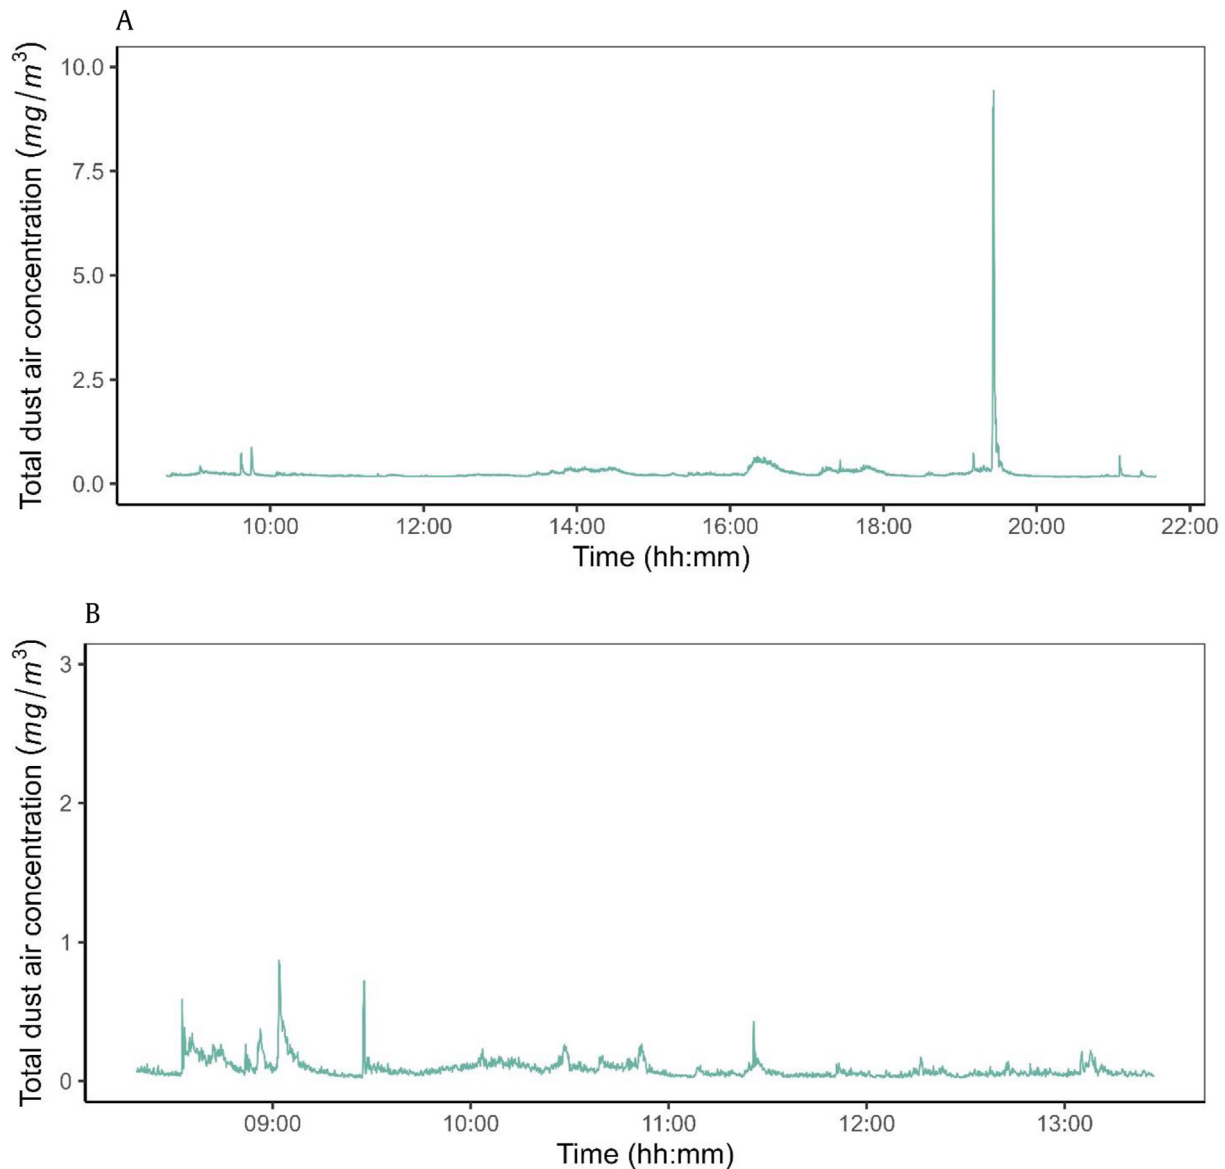 A
Total dust air concentration (mg/m³)
10.0
7.5
5.0
2.5
0.0
10:00 12:00 14:00 16:00 18:00 20:00 22:00
Time (hh:mm)
B
Total dust air concentration (mg/m³)
3
2
1
0
09:00 10:00 11:00 12:00 13:00
Time (hh:mm)